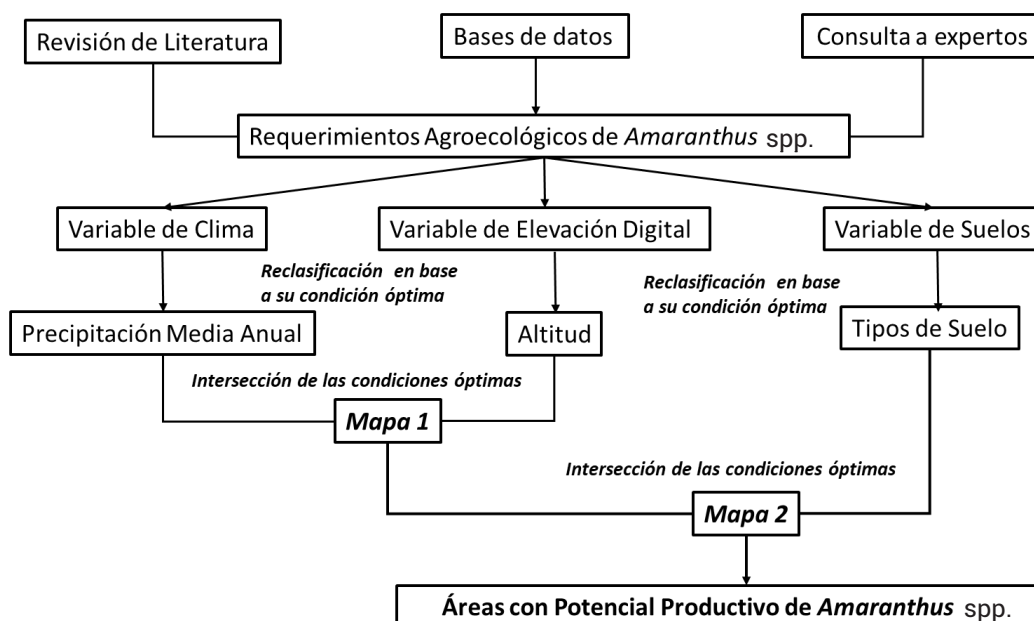 Revisión de Literatura
Bases de datos
Consulta a expertos
Requerimientos Agroecológicos de Amaranthus spp.
Variable de Clima
Variable de Elevación Digital
Variable de Suelos
Reclasificación en base
a su condición óptima
Reclasificación en base
a su condición óptima
Precipitación Media Anual
Altitud
Tipos de Suelo
Intersección de las condiciones óptimas
Mapa 1
Intersección de las condiciones óptimas
Mapa 2
Áreas con Potencial Productivo de Amaranthus spp.